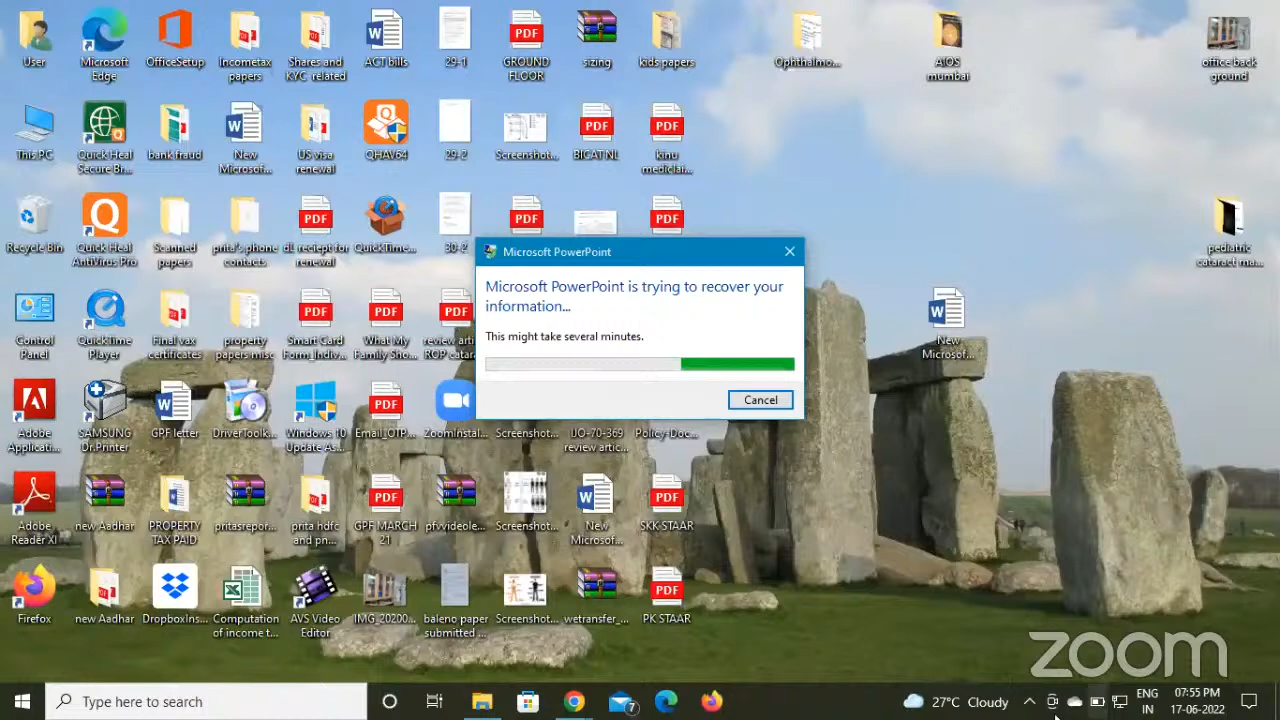 User
Microsoft
Edge
OfficeSetup
Incometax
papers
Shares and
KYC related
ACT bills
29-1
PDF
GROUND
FLOOR
sizing
kids papers
Ophthalmo...
AIOS
mumbai
office back
ground
This PC
Quick Heal
Secure Br...
bank fraud
New
Microsof...
US visa
renewal
QHAV64
29-2
Screenshot...
PDF
BICAT NL
PDF
kinu
mediclai...
Recycle Bin
Quick Heal
AntiVirus Pro
Scanned
papers
prita's phone
contacts
PDF
dl reciept for
renewal
QuickTime...
30-2
PDF
PDF
pediatric
cataract ma...
Microsoft PowerPoint
Microsoft PowerPoint is trying to recover your
information...
This might take several minutes.
Cancel
Control
Panel
QuickTime
Player
Final vax
certificates
property
papers misc
PDF
Smart Card
Form_Indiv...
PDF
What My
Family Sho...
PDF
review arti...
ROP catar...
New
Microsof...
Adobe
Applicati...
SAMSUNG
Dr.Printer
GPF letter
DriverToolk...
Windows 10
Update As...
PDF
Email_OTP...
ZoomInstal...
Screenshot...
IJO-70-369
review artic...
Policy-Doc...
Adobe
Reader XI
new Aadhar
PROPERTY
TAX PAID
pritasrepor...
prita hdfc
and pn...
PDF
GPF MARCH
21
pfvvideole...
Screenshot...
New
Microsof...
PDF
SKK STAAR
Firefox
new Aadhar
DropboxIns...
Computation
of income t...
AVS Video
Editor
IMG_20200...
baleno paper
submitted ...
Screenshot...
wetransfer_...
PDF
PK STAAR
zoom
Type here to search
7
27°C Cloudy
ENG
IN
07:55 PM
17-06-2022